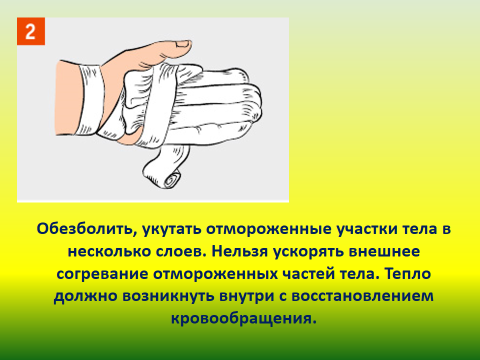 2
Обезболить, укутать отмороженные участки тела в
несколько слоев. Нельзя ускорять внешнее
согревание отмороженных частей тела. Тепло
должно возникнуть внутри с восстановлением
кровообращения.